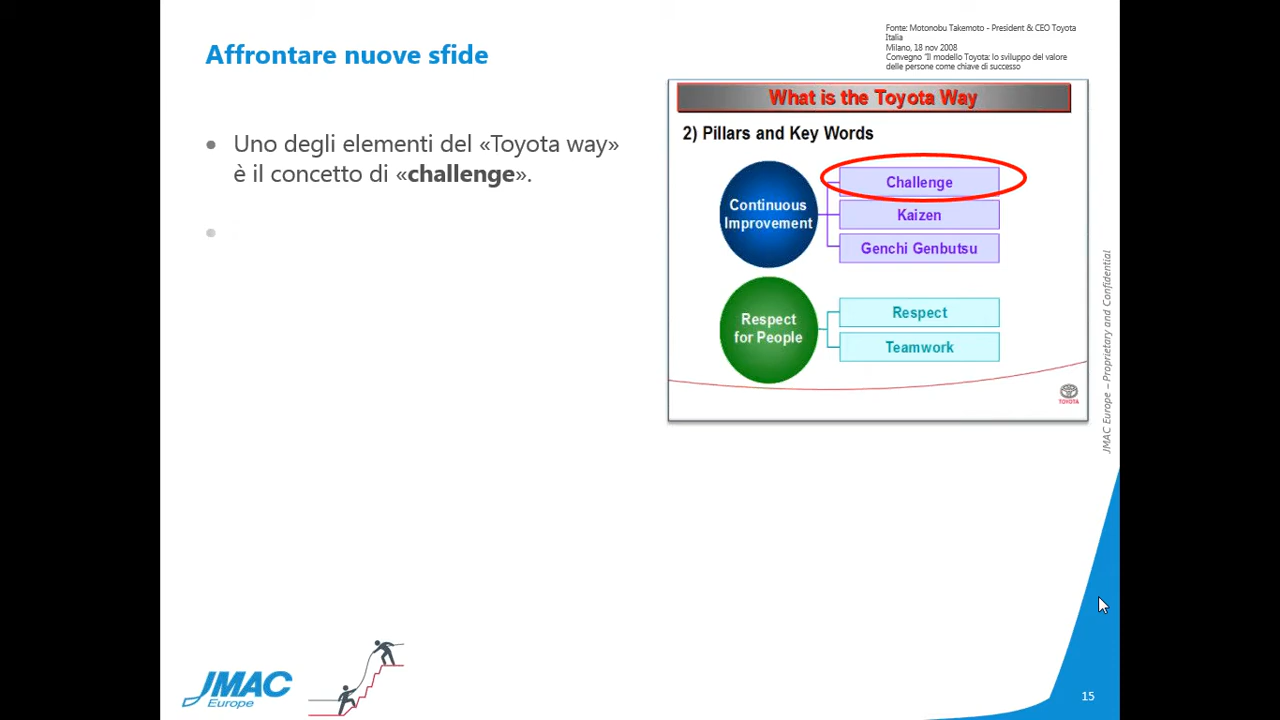 Affrontare nuove sfide
Fonte: Motonobu Takemoto - President & CEO Toyota
Italia
Milano, 18 nov 2008
Convegno "Il modello Toyota: lo sviluppo del valore
delle persone come chiave di successo
• Uno degli elementi del «Toyota way»
è il concetto di «challenge».
What is the Toyota Way
2) Pillars and Key Words
Continuous
Improvement
Challenge
Kaizen
Genchi Genbutsu
Respect
for People
Respect
Teamwork
TOYOTA
JMAC Europe – Proprietary and Confidential
JMAC
Europe
15